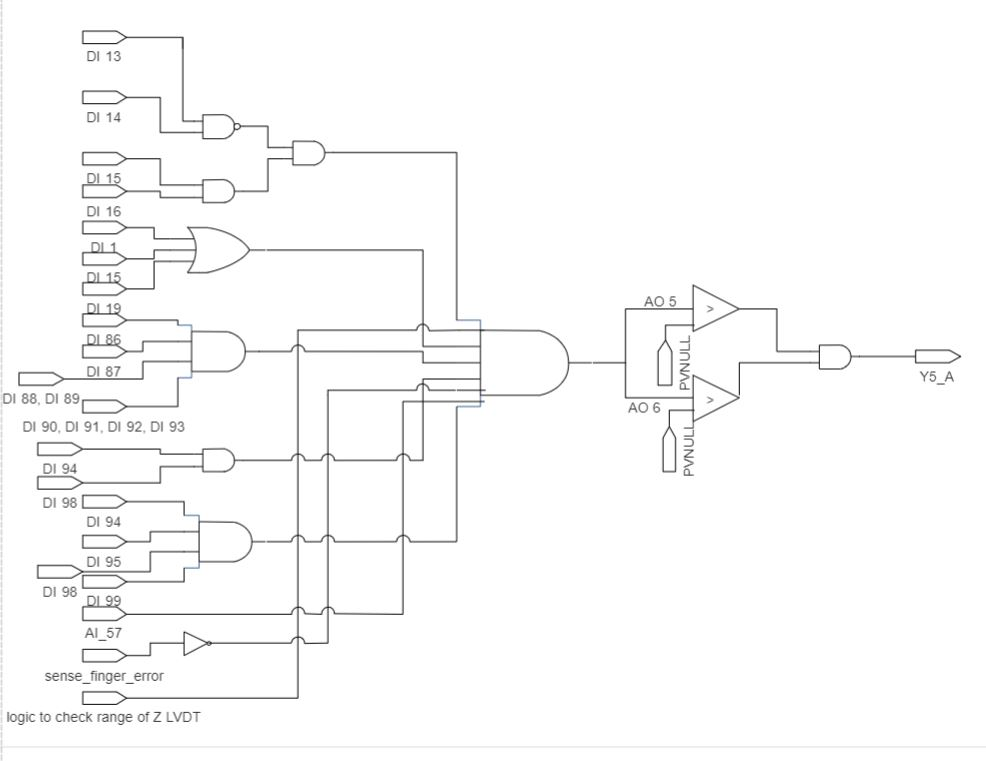 DI 13
DI 14
DI 15
DI 16
DI 1
DI 15
DI 19
DI 86
DI 87
DI 88, DI 89
DI 90, DI 91, DI 92, DI 93
DI 94
DI 98
DI 94
DI 95
DI 98
DI 99
AI_57
sense_finger_error
logic to check range of Z LVDT
AO 5
>
PVNULL
AO 6
>
PVNULL
Y5_A